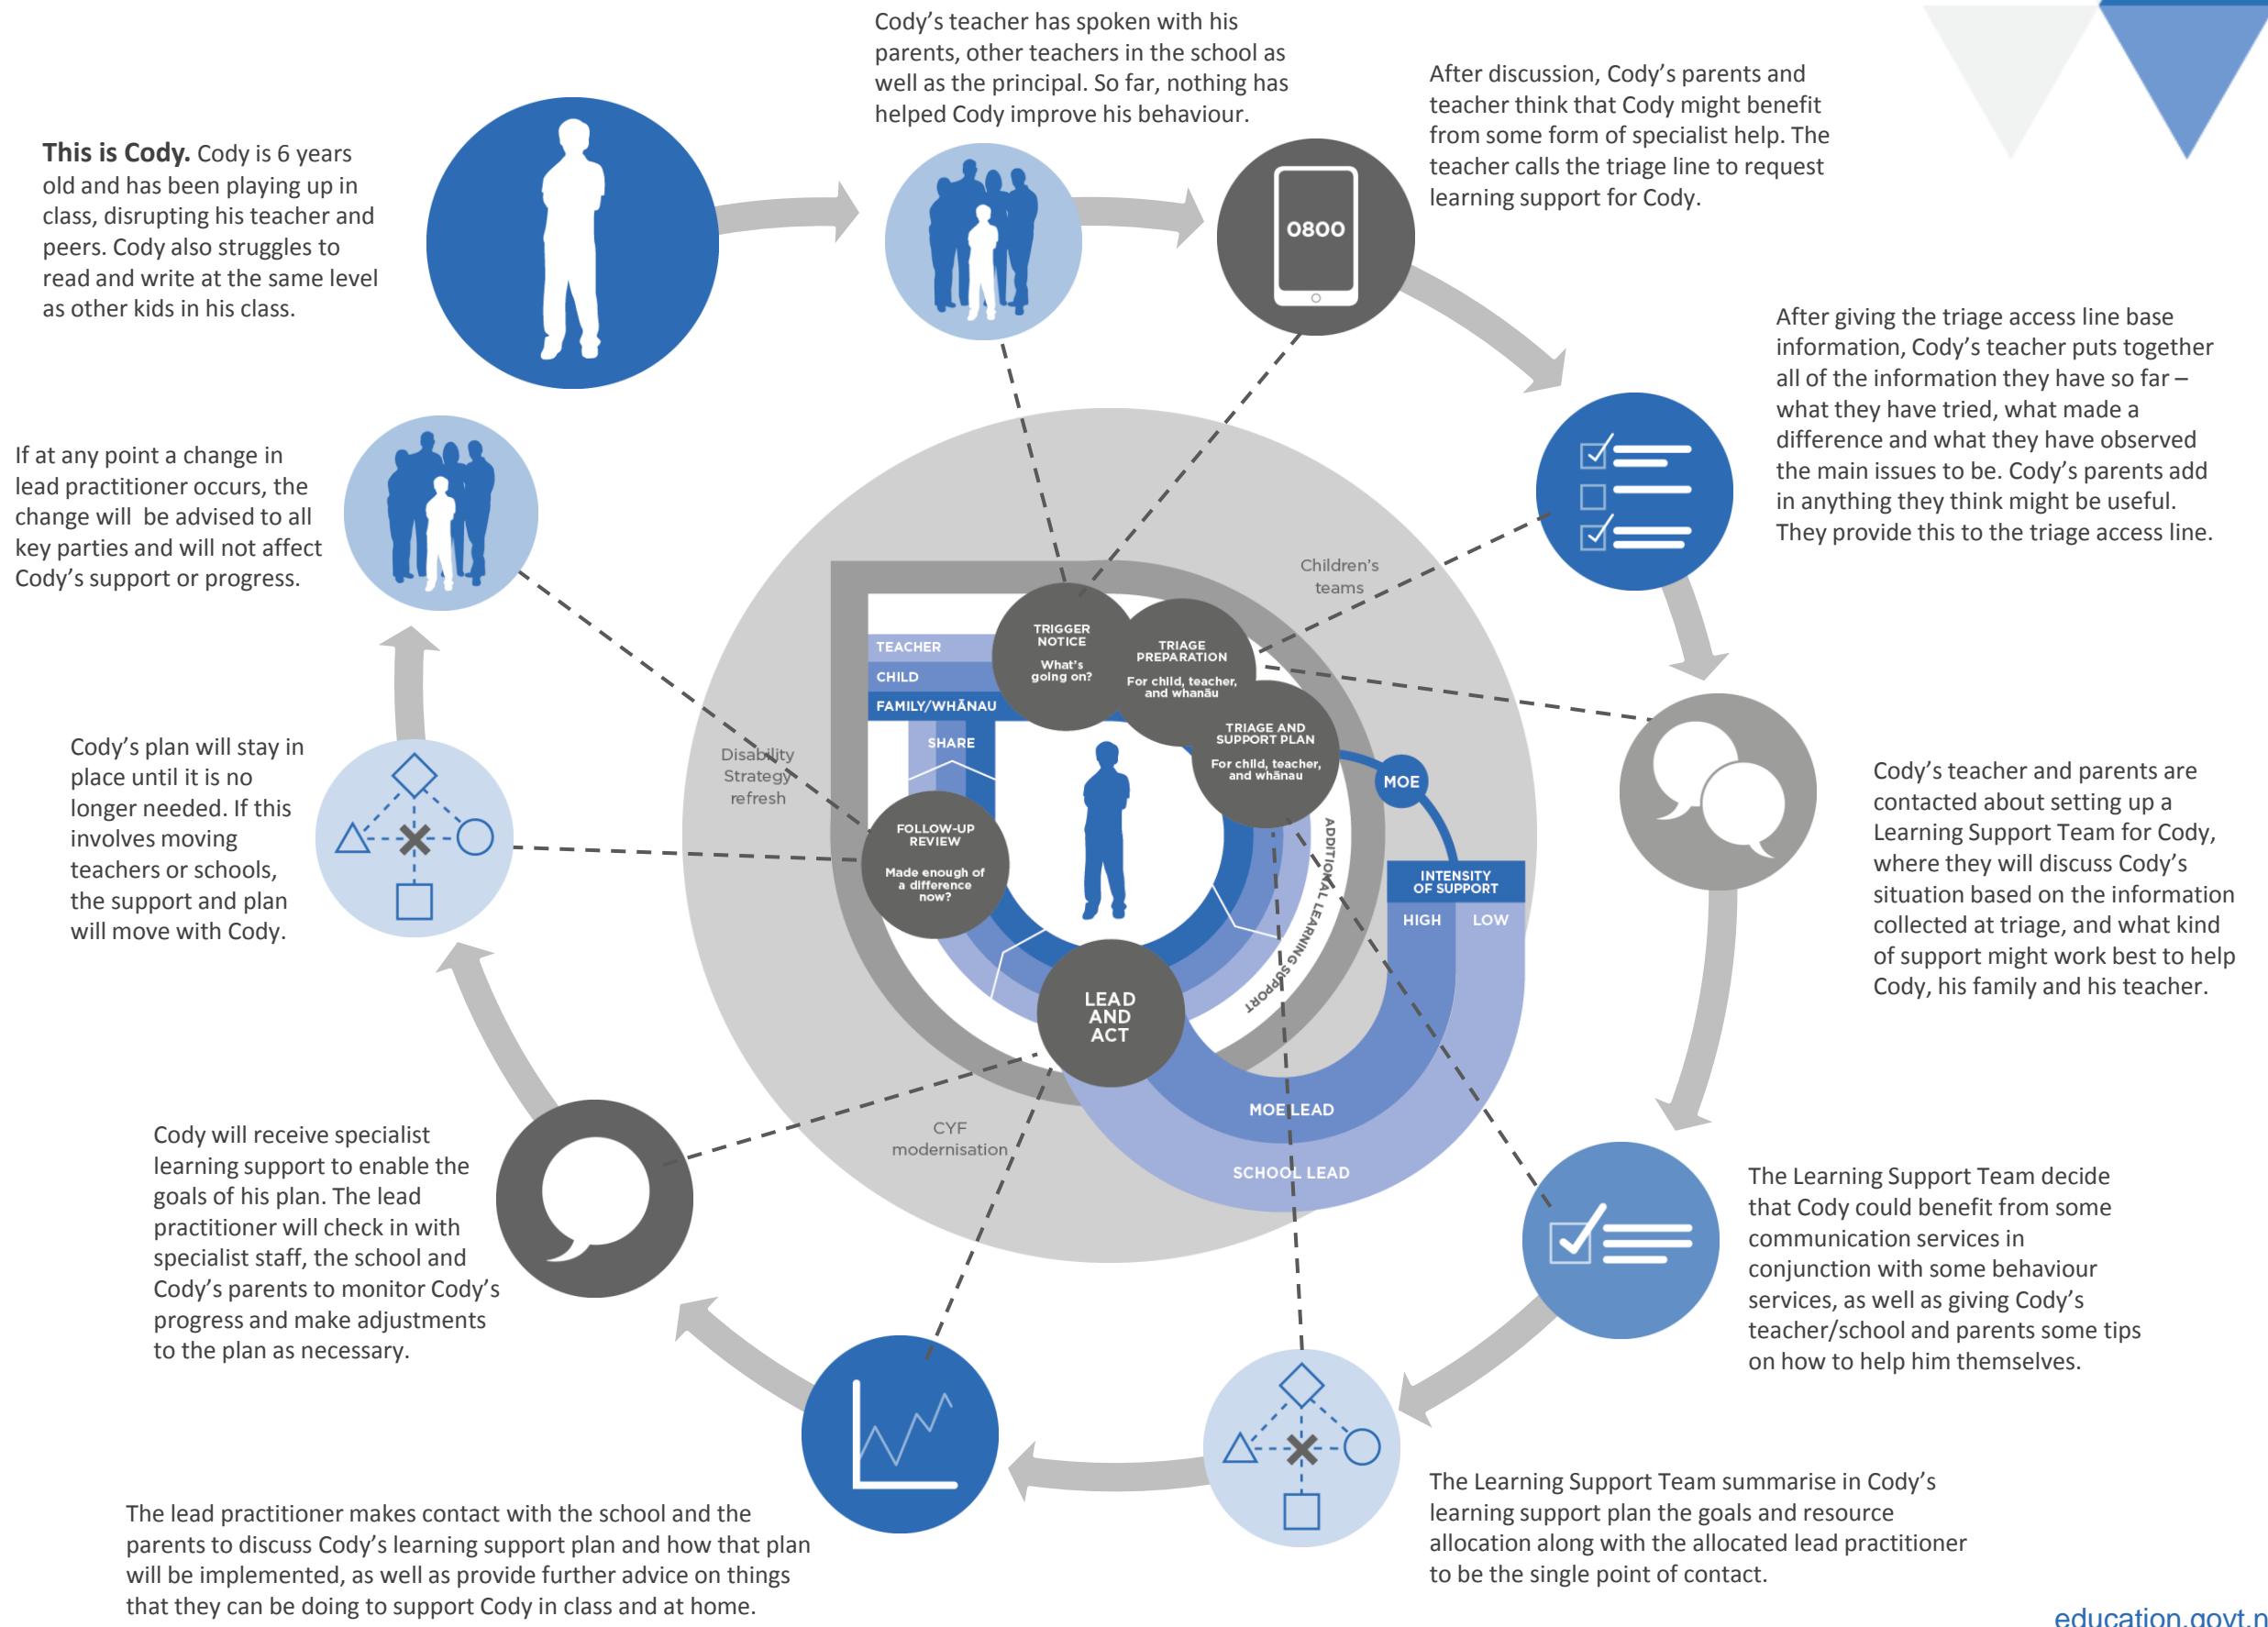 This is Cody. Cody is 6 years
old and has been playing up in
class, disrupting his teacher and
peers. Cody also struggles to
read and write at the same level
as other kids in his class.
Cody’s teacher has spoken with his
parents, other teachers in the school as
well as the principal. So far, nothing has
helped Cody improve his behaviour.
After discussion, Cody’s parents and
teacher think that Cody might benefit
from some form of specialist help. The
teacher calls the triage line to request
learning support for Cody.
0800
After giving the triage access line base
information, Cody’s teacher puts together
all of the information they have so far –
what they have tried, what made a
difference and what they have observed
the main issues to be. Cody’s parents add
in anything they think might be useful.
They provide this to the triage access line.
Cody’s teacher and parents are
contacted about setting up a
Learning Support Team for Cody,
where they will discuss Cody’s
situation based on the information
collected at triage, and what kind
of support might work best to help
Cody, his family and his teacher.
The Learning Support Team decide
that Cody could benefit from some
communication services in
conjunction with some behaviour
services, as well as giving Cody’s
teacher/school and parents some tips
on how to help him themselves.
The Learning Support Team summarise in Cody’s
learning support plan the goals and resource
allocation along with the allocated lead practitioner
to be the single point of contact.
The lead practitioner makes contact with the school and the
parents to discuss Cody’s learning support plan and how that plan
will be implemented, as well as provide further advice on things
that they can be doing to support Cody in class and at home.
Cody will receive specialist
learning support to enable the
goals of his plan. The lead
practitioner will check in with
specialist staff, the school and
Cody’s parents to monitor Cody’s
progress and make adjustments
to the plan as necessary.
Cody’s plan will stay in
place until it is no
longer needed. If this
involves moving
teachers or schools,
the support and plan
will move with Cody.
If at any point a change in
lead practitioner occurs, the
change will  be advised to all
key parties and will not affect
Cody’s support or progress.
Children's
teams
Disability
Strategy
refresh
CYF
modernisation
TEACHER
CHILD
FAMILY/WHĀNAU
SHARE
TRIGGER
NOTICE
What's
going on?
TRIAGE
PREPARATION
For child, teacher,
and whanāu
TRIAGE AND
SUPPORT PLAN
For child, teacher,
and whānau
MOE
ADDITIONAL LEARNING SUPPORT
INTENSITY
OF SUPPORT
HIGH
LOW
FOLLOW-UP
REVIEW
Made enough of
a difference
now?
LEAD
AND
ACT
MOE LEAD
SCHOOL LEAD
education.govt.n